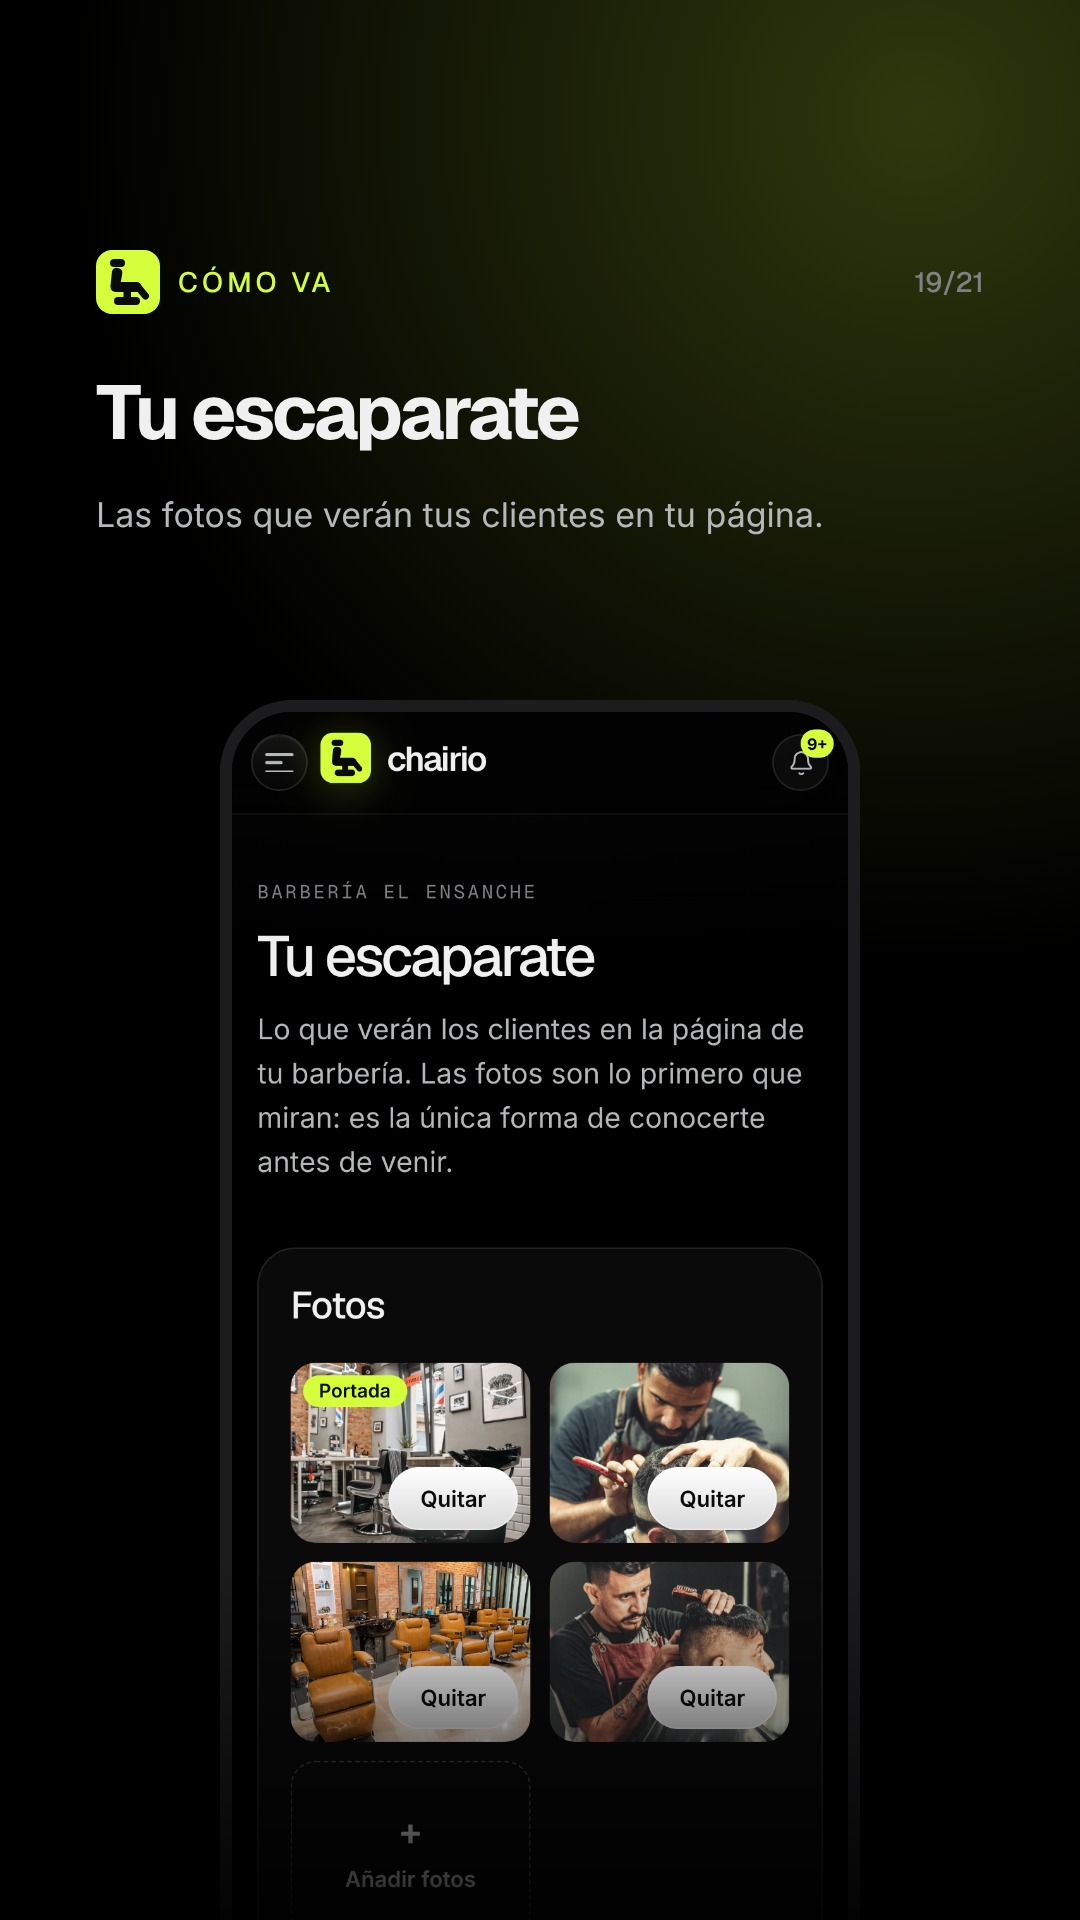 CÓMO VA
19/21
Tu escaparate
Las fotos que verán tus clientes en tu página.
chairio
9+
BARBERÍA EL ENSANCHE
Tu escaparate
Lo que verán los clientes en la página de
tu barbería. Las fotos son lo primero que
miran: es la única forma de conocerte
antes de venir.
Fotos
Portada
Quitar
Quitar
Quitar
Quitar
+
Añadir fotos